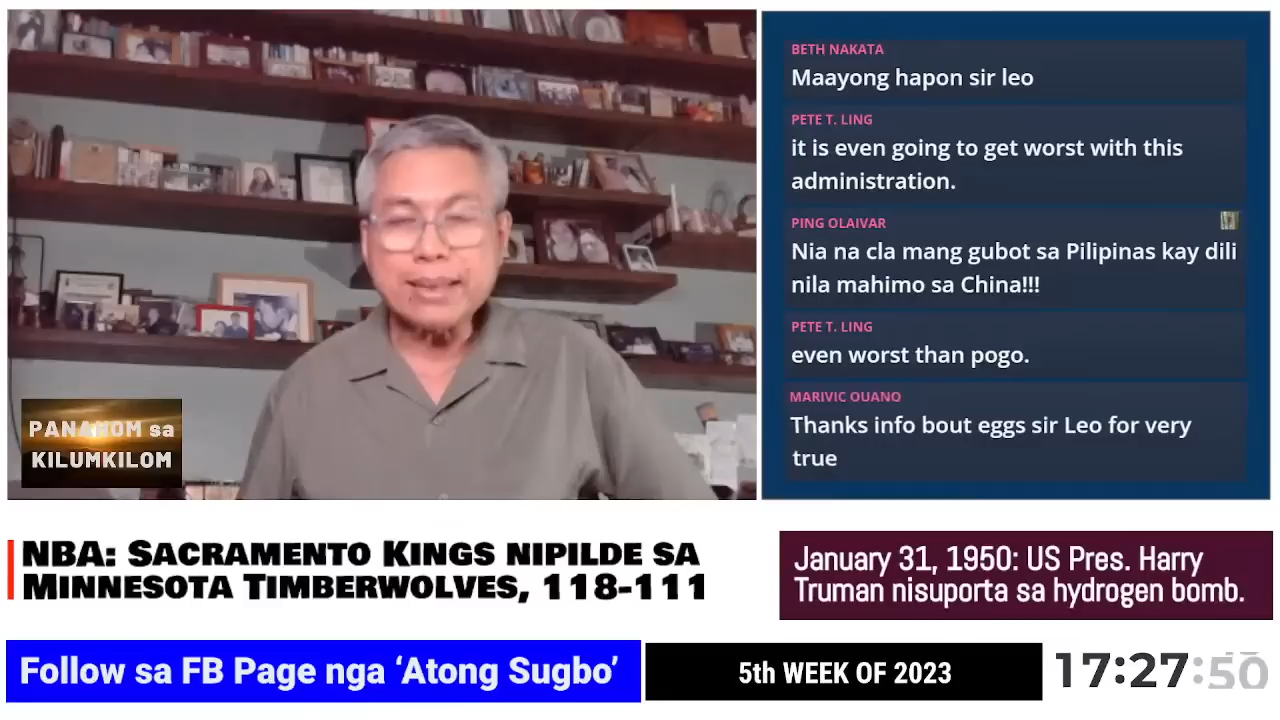 PANAHOM sa
KILUMKILOM
BETH NAKATA
Maayong hapon sir leo
PETE T. LING
it is even going to get worst with this
administration.
PING OLAIVAR
Nia na cla mang gubot sa Pilipinas kay dili
nila mahimo sa China!!!
PETE T. LING
even worst than pogo.
MARIVIC OUANO
Thanks info bout eggs sir Leo for very
true
NBA: SACRAMENTO KINGS NIPILDE SA
MINNESOTA TIMBERWOLVES, 118-111
January 31, 1950: US Pres. Harry
Truman nisuporta sa hydrogen bomb.
Follow sa FB Page nga ‘Atong Sugbo’
5th WEEK OF 2023
17:27:50